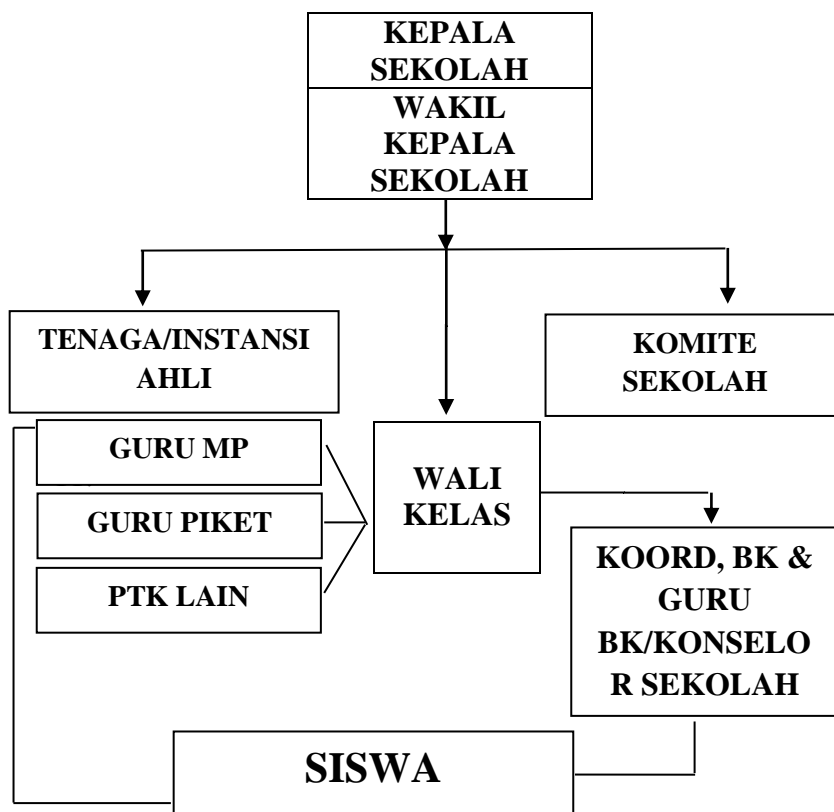 KEPALA
SEKOLAH
WAKIL
KEPALA
SEKOLAH
TENAGA/INSTANSI
AHLI
KOMITE
SEKOLAH
GURU MP
GURU PIKET
PTK LAIN
WALI
KELAS
KOORD, BK &
GURU
BK/KONSELO
R SEKOLAH
SISWA